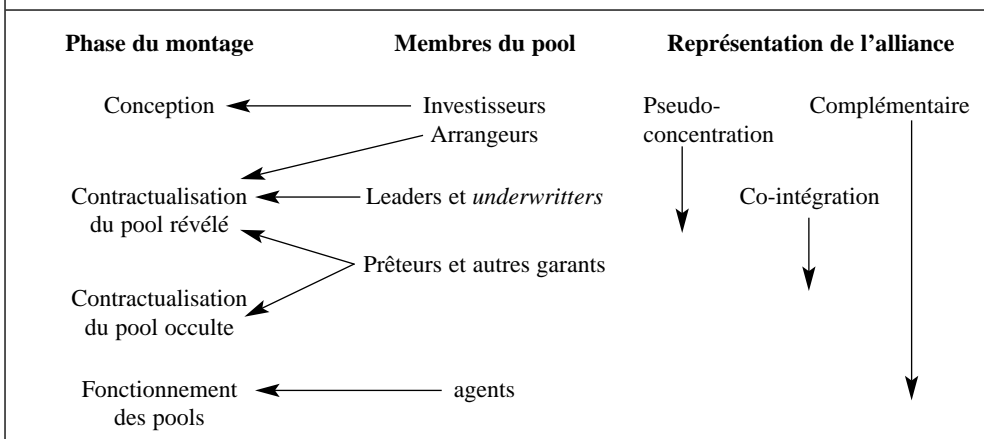 Phase du montage
Membres du pool
Représentation de l'alliance
Conception
Investisseurs
Arrangeurs
Pseudo-
concentration
Complémentaire
Contractualisation
du pool révélé
Leaders et underwritters
Co-intégration
Prêteurs et autres garants
Contractualisation
du pool occulte
Fonctionnement
des pools
agents